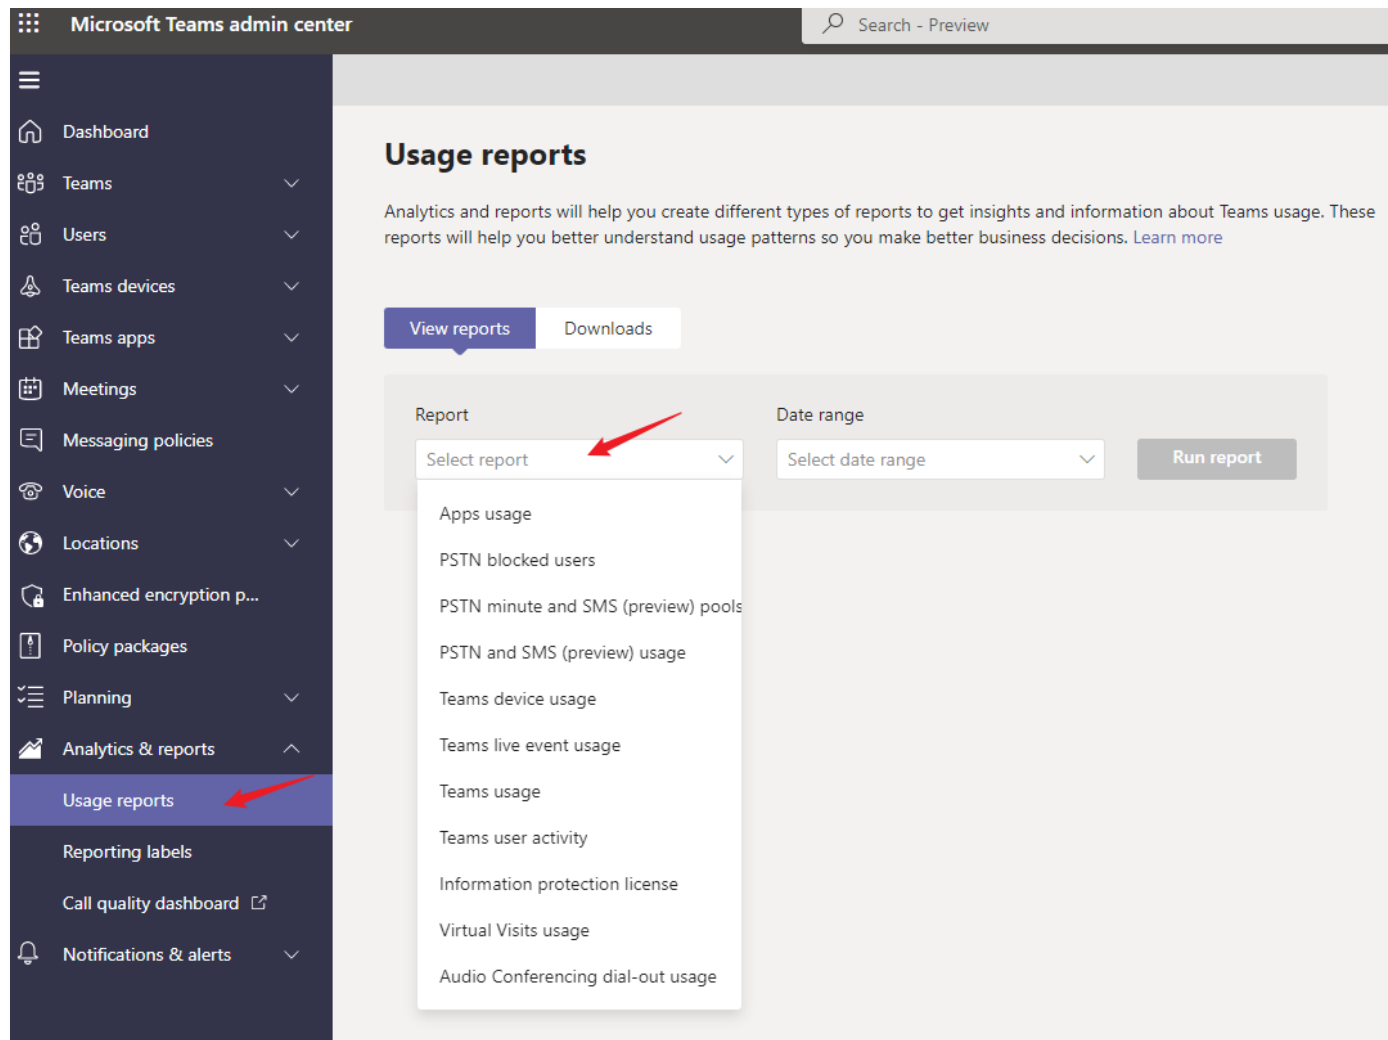 Microsoft Teams admin center
Search - Preview
Dashboard
Teams
Users
Teams devices
Teams apps
Meetings
Messaging policies
Voice
Locations
Enhanced encryption p...
Policy packages
Planning
Analytics & reports
Usage reports
Reporting labels
Call quality dashboard
Notifications & alerts
Usage reports
Analytics and reports will help you create different types of reports to get insights and information about Teams usage. These
reports will help you better understand usage patterns so you make better business decisions. Learn more
View reports
Downloads
Report
Date range
Select report
Select date range
Run report
Apps usage
PSTN blocked users
PSTN minute and SMS (preview) pools
PSTN and SMS (preview) usage
Teams device usage
Teams live event usage
Teams usage
Teams user activity
Information protection license
Virtual Visits usage
Audio Conferencing dial-out usage